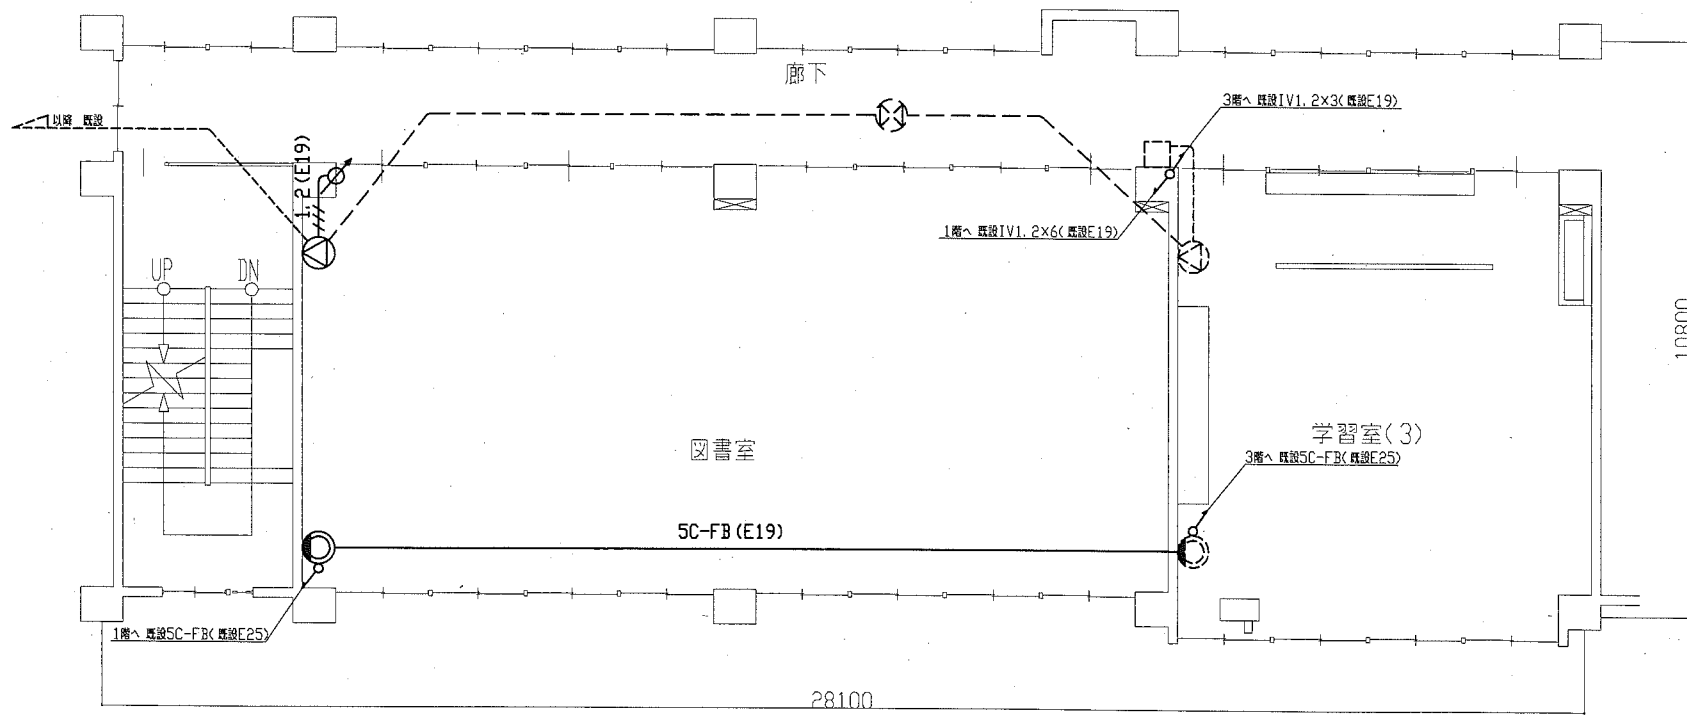 廊下
以降 既設
3階へ 既設IV1.2×3(既設E19)
1.2(E19)
1階へ 既設IV1.2×6(既設E19)
UP
DN
10800
図書室
学習室(3)
3階へ 既設5C-FB(既設E25)
5C-FB(E19)
1階へ 既設5C-FB(既設E25)
28100